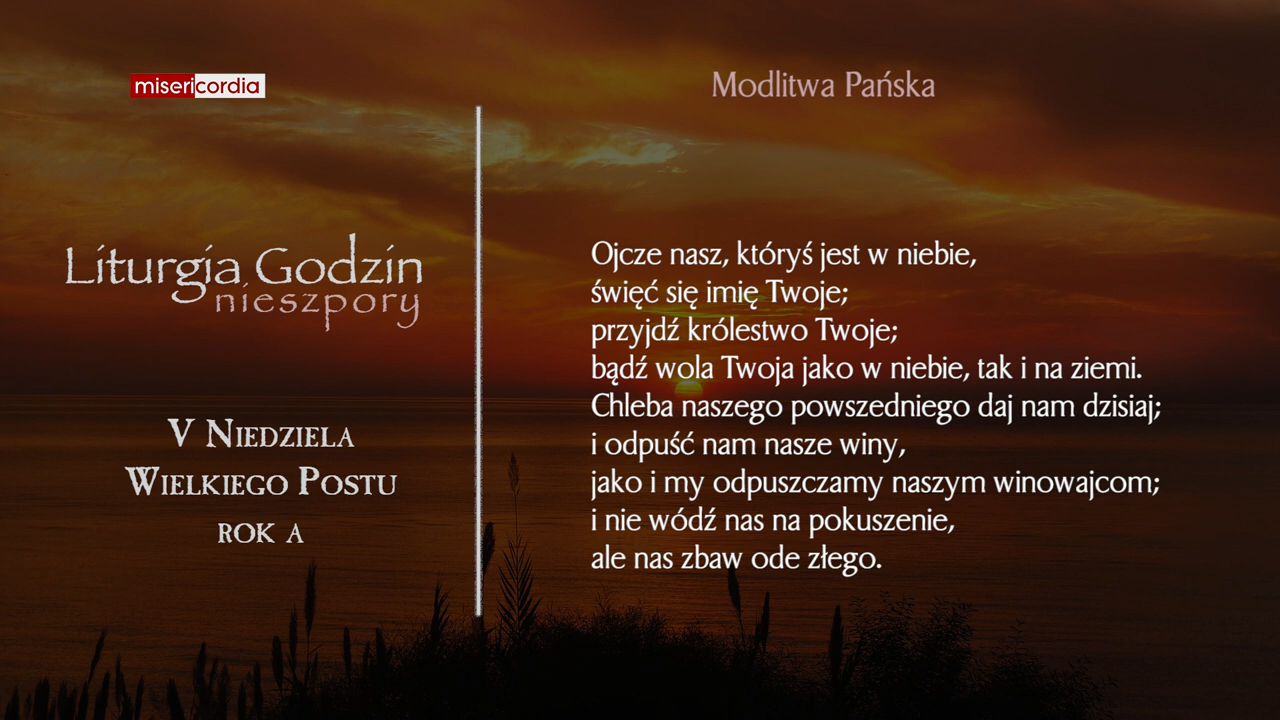 misericordia
Liturgia Godzin
nieszpory
V Niedziela
Wielkiego Postu
rok A
Modlitwa Pańska
Ojcze nasz, któryś jest w niebie,
święć się imię Twoje;
przyjdź królestwo Twoje;
bądź wola Twoja jako w niebie, tak i na ziemi.
Chleba naszego powszedniego daj nam dzisiaj;
i odpuść nam nasze winy,
jako i my odpuszczamy naszym winowajcom;
i nie wódź nas na pokuszenie,
ale nas zbaw ode złego.